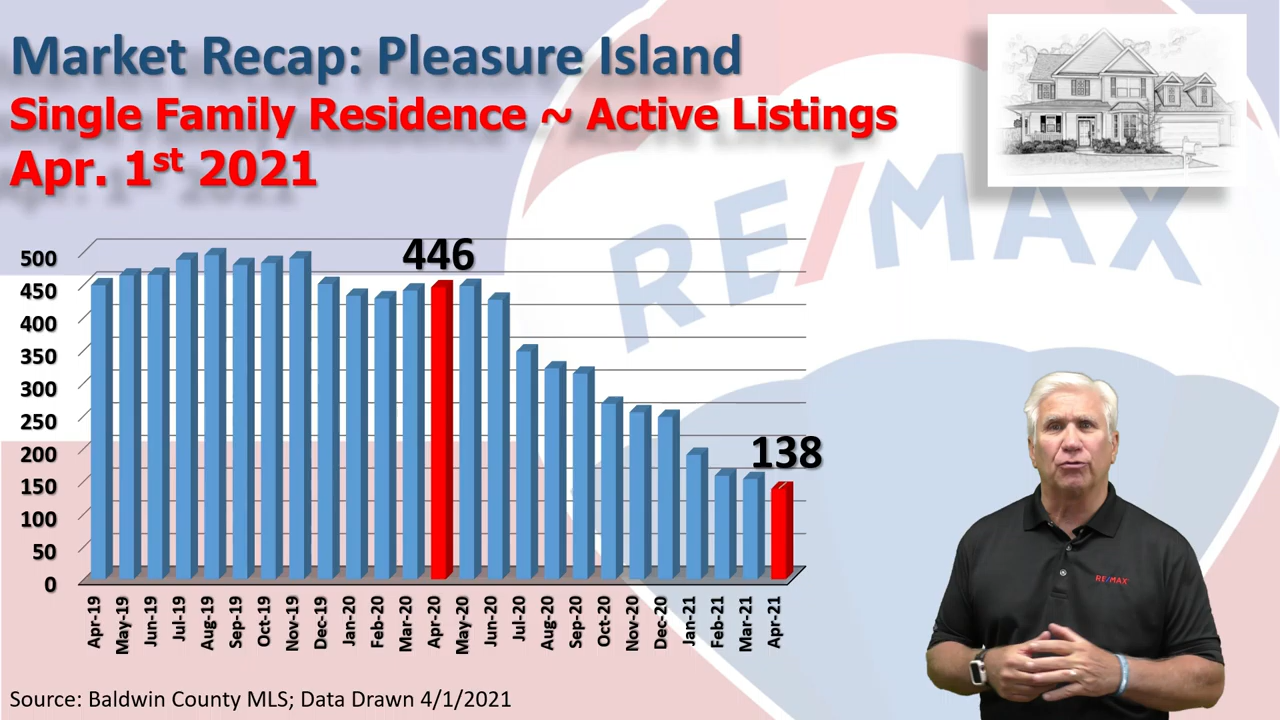 Market Recap: Pleasure Island
Single Family Residence ~ Active Listings
Apr. 1st 2021
RE/MAX
500
450
400
350
300
250
200
150
100
50
0
446
138
Apr-19
May-19
Jun-19
Jul-19
Aug-19
Sep-19
Oct-19
Nov-19
Dec-19
Jan-20
Feb-20
Mar-20
Apr-20
May-20
Jun-20
Jul-20
Aug-20
Sep-20
Oct-20
Nov-20
Dec-20
Jan-21
Feb-21
Mar-21
Apr-21
RE/MAX
Source: Baldwin County MLS; Data Drawn 4/1/2021